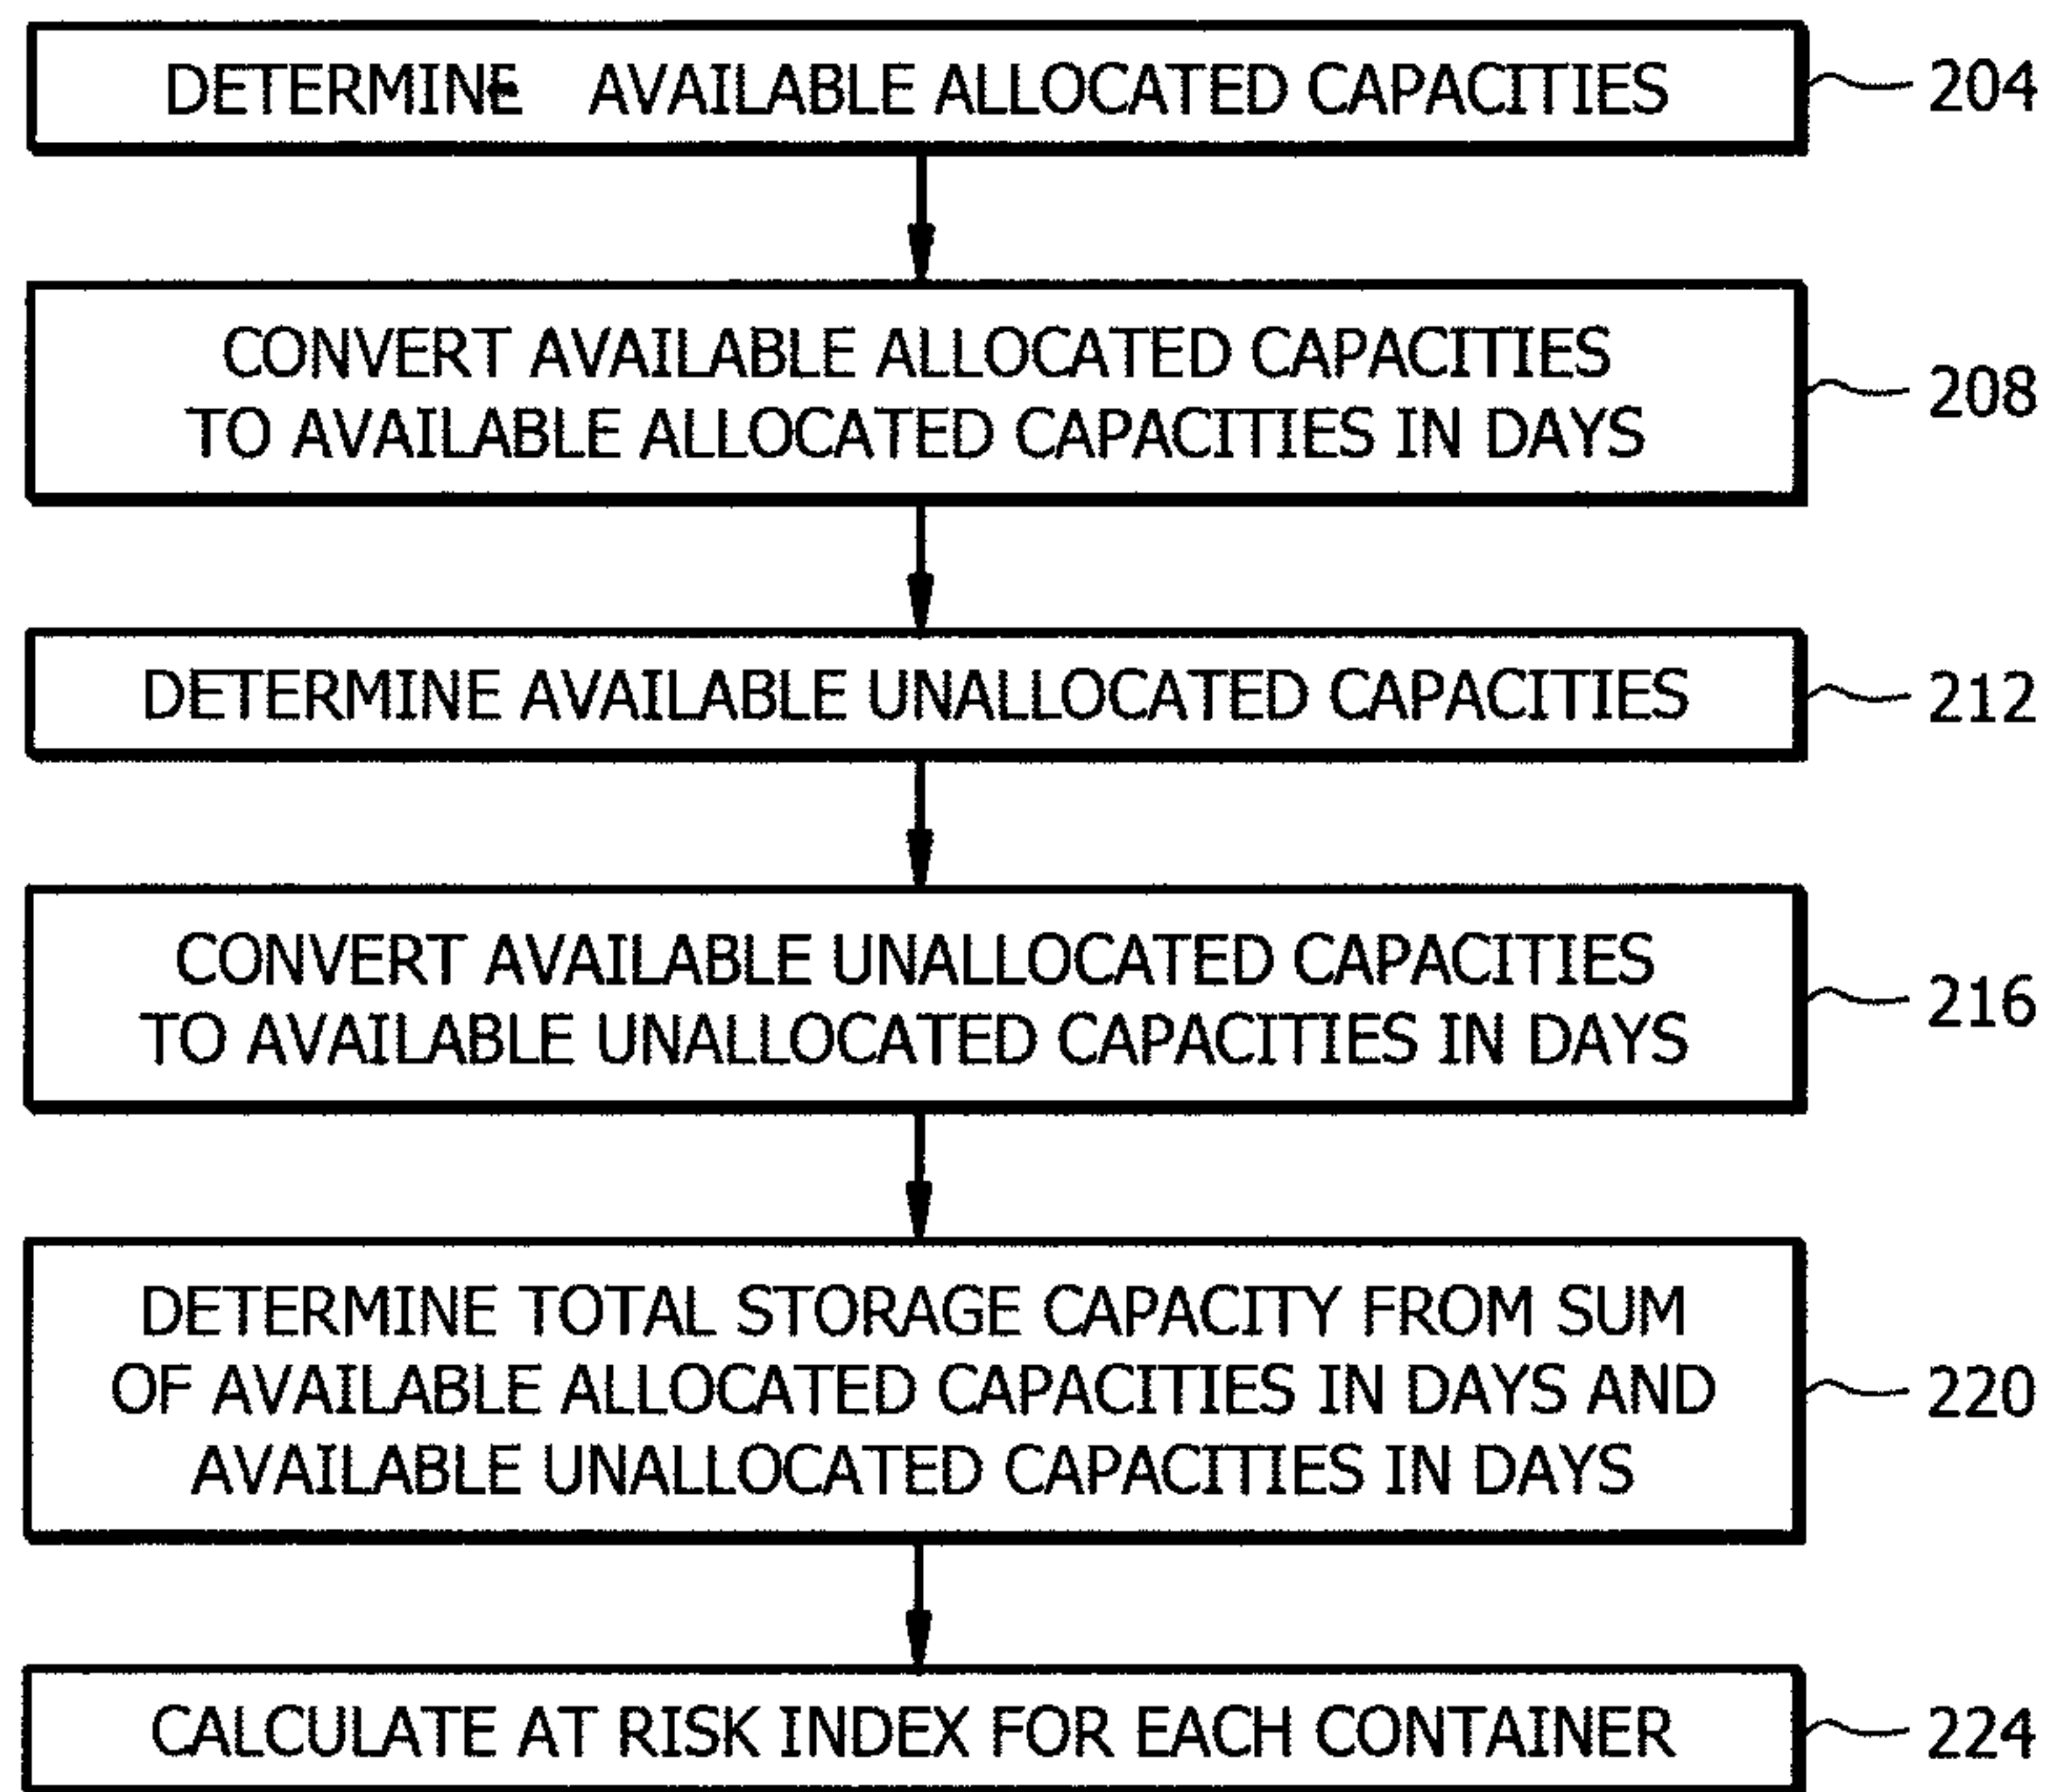 DETERMINE AVAILABLE ALLOCATED CAPACITIES
204
CONVERT AVAILABLE ALLOCATED CAPACITIES
TO AVAILABLE ALLOCATED CAPACITIES IN DAYS
208
DETERMINE AVAILABLE UNALLOCATED CAPACITIES
212
CONVERT AVAILABLE UNALLOCATED CAPACITIES
TO AVAILABLE UNALLOCATED CAPACITIES IN DAYS
216
DETERMINE TOTAL STORAGE CAPACITY FROM SUM
OF AVAILABLE ALLOCATED CAPACITIES IN DAYS AND
AVAILABLE UNALLOCATED CAPACITIES IN DAYS
220
CALCULATE AT RISK INDEX FOR EACH CONTAINER
224